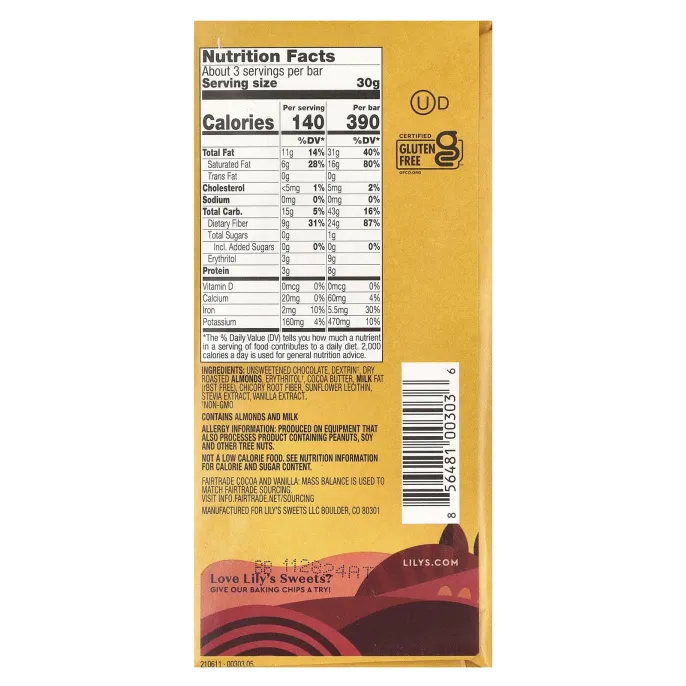 Nutrition Facts
About 3 servings per bar
Serving size 30g
Per serving Per bar
Calories 140 390
%DV* %DV*
Total Fat 11g 14% 31g 40%
Saturated Fat 6g 28% 16g 80%
Trans Fat 0g 0g
Cholesterol <5mg 1% 5mg 2%
Sodium 0mg 0% 0mg 0%
Total Carb. 15g 5% 43g 16%
Dietary Fiber 9g 31% 24g 87%
Total Sugars 0g 1g
Incl. Added Sugars 0g 0% 0g 0%
Erythritol 3g 9g
Protein 3g 8g
Vitamin D 0mcg 0% 0mcg 0%
Calcium 20mg 0% 60mg 4%
Iron 2mg 10% 5.5mg 30%
Potassium 160mg 4% 470mg 10%
*The % Daily Value (DV) tells you how much a nutrient
in a serving of food contributes to a daily diet. 2,000
calories a day is used for general nutrition advice.
INGREDIENTS: UNSWEETENED CHOCOLATE, DEXTRIN¹, DRY
ROASTED ALMONDS, ERYTHRITOL¹, COCOA BUTTER, MILK FAT
(rBST FREE), CHICORY ROOT FIBER, SUNFLOWER LECITHIN,
STEVIA EXTRACT, VANILLA EXTRACT.
¹NON-GMO
CONTAINS ALMONDS AND MILK
ALLERGY INFORMATION: PRODUCED ON EQUIPMENT THAT
ALSO PROCESSES PRODUCT CONTAINING PEANUTS, SOY
AND OTHER TREE NUTS.
NOT A LOW CALORIE FOOD. SEE NUTRITION INFORMATION
FOR CALORIE AND SUGAR CONTENT.
FAIRTRADE COCOA AND VANILLA: MASS BALANCE IS USED TO
MATCH FAIRTRADE SOURCING.
VISIT INFO.FAIRTRADE.NET/SOURCING
MANUFACTURED FOR LILY'S SWEETS LLC BOULDER, CO 80301
U D
CERTIFIED
GLUTEN
FREE
GFCO.ORG
8 56481 00303 6
LILYS.COM
BB 112824AT
Love Lily's Sweets?
GIVE OUR BAKING CHIPS A TRY!
210611 - 00303.05